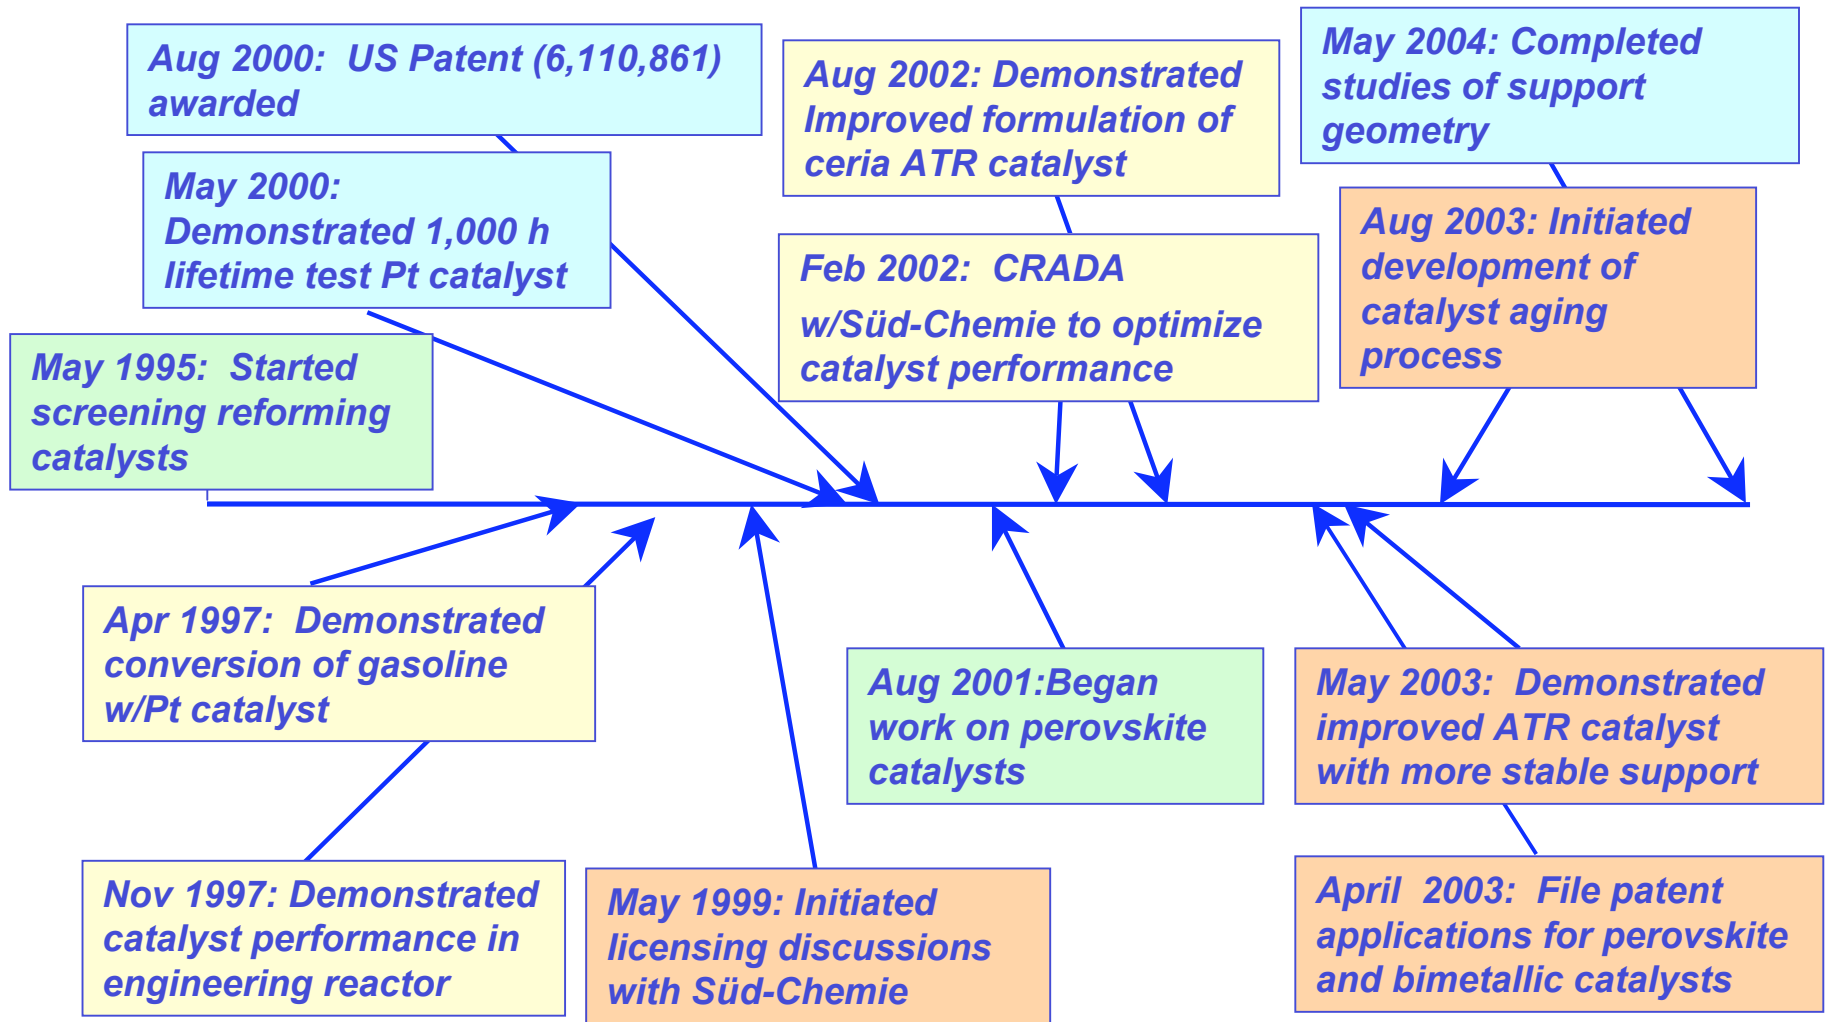 Aug 2000:  US Patent (6,110,861)
awarded
May 2000:
Demonstrated 1,000 h
lifetime test Pt catalyst
May 1995:  Started
screening reforming
catalysts
Aug 2002: Demonstrated
Improved formulation of
ceria ATR catalyst
Feb 2002:  CRADA
w/Süd-Chemie to optimize
catalyst performance
May 2004: Completed
studies of support
geometry
Aug 2003: Initiated
development of
catalyst aging
process
Apr 1997:  Demonstrated
conversion of gasoline
w/Pt catalyst
Nov 1997: Demonstrated
catalyst performance in
engineering reactor
May 1999: Initiated
licensing discussions
with Süd-Chemie
Aug 2001:Began
work on perovskite
catalysts
May 2003:  Demonstrated
improved ATR catalyst
with more stable support
April  2003:  File patent
applications for perovskite
and bimetallic catalysts